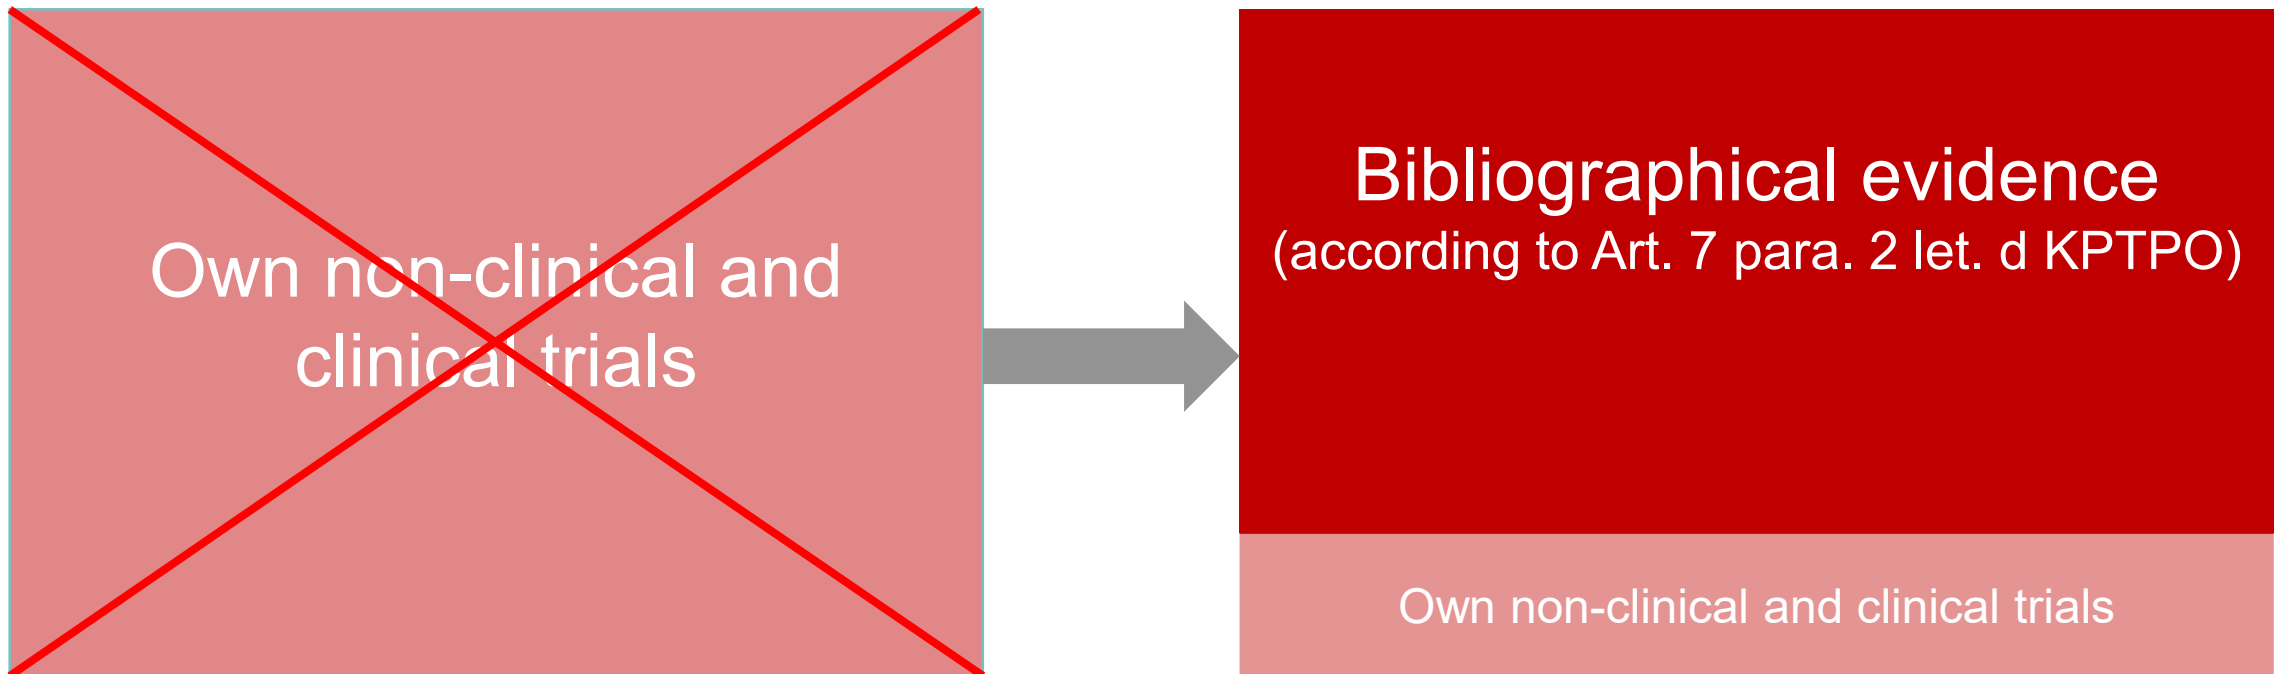 Own non-clinical and
clinical trials
Bibliographical evidence
(according to Art. 7 para. 2 let. d KPTPO)
Own non-clinical and clinical trials